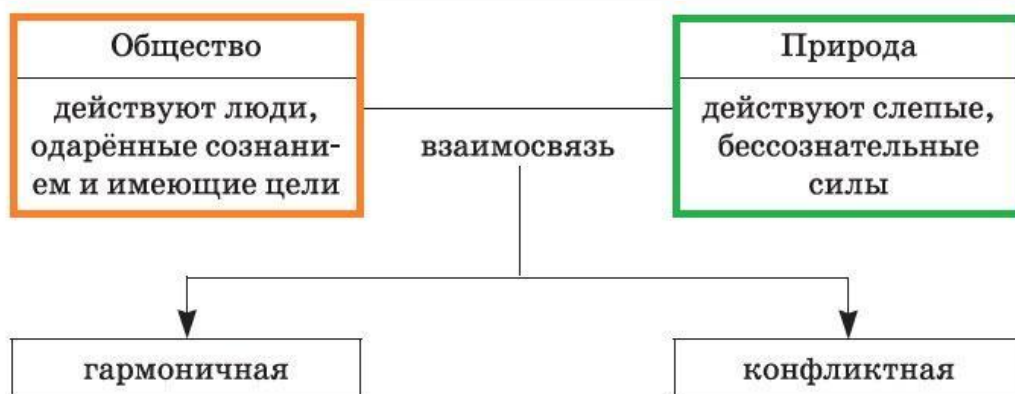 Общество
действуют люди,
одарённые сознани-
ем и имеющие цели
взаимосвязь
Природа
действуют слепые,
бессознательные
силы
гармоничная
конфликтная